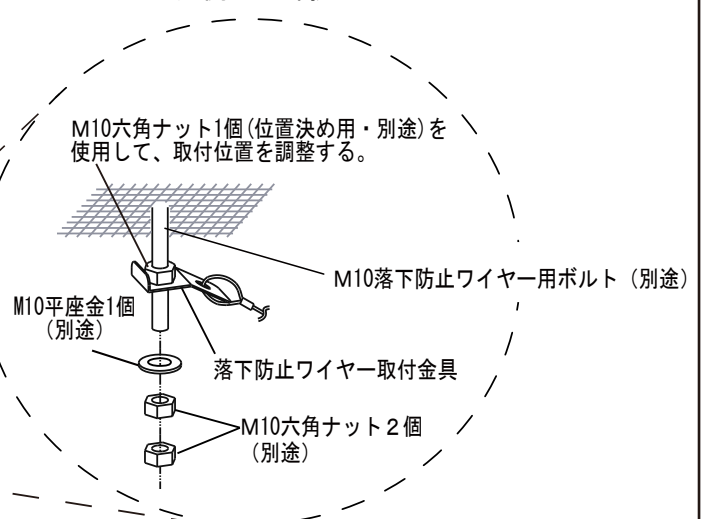 M10六角ナット1個(位置決め用・別途)を
使用して、取付位置を調整する。
M10落下防止ワイヤー用ボルト（別途）
M10平座金1個
（別途）
落下防止ワイヤー取付金具
M10六角ナット２個
（別途）